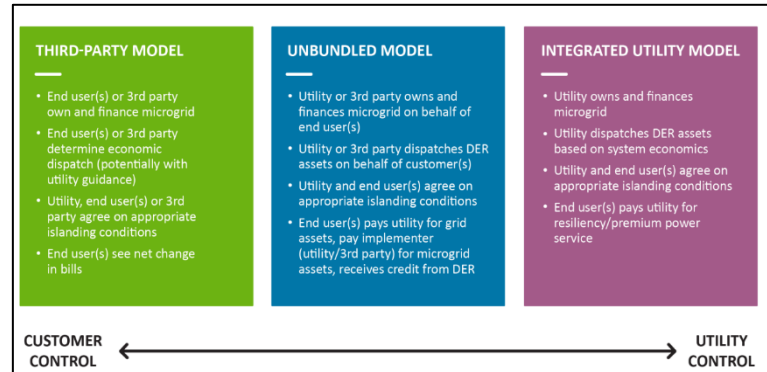 THIRD-PARTY MODEL
• End user(s) or 3rd party
own and finance microgrid
• End user(s) or 3rd party
determine economic
dispatch (potentially with
utility guidance)
• Utility, end user(s) or 3rd
party agree on appropriate
islanding conditions
• End user(s) see net change
in bills
UNBUNDLED MODEL
• Utility or 3rd party owns and
finances microgrid on behalf of
end user(s)
• Utility or 3rd party dispatches DER
assets on behalf of customer(s)
• Utility and end user(s) agree on
appropriate islanding conditions
• End user(s) pays utility for grid
assets, pay implementer
(utility/3rd party) for microgrid
assets, receives credit from DER
INTEGRATED UTILITY MODEL
• Utility owns and finances
microgrid
• Utility dispatches DER assets
based on system economics
• Utility and end user(s) agree on
appropriate islanding conditions
• End user(s) pays utility for
resiliency/premium power
service
CUSTOMER
CONTROL
UTILITY
CONTROL